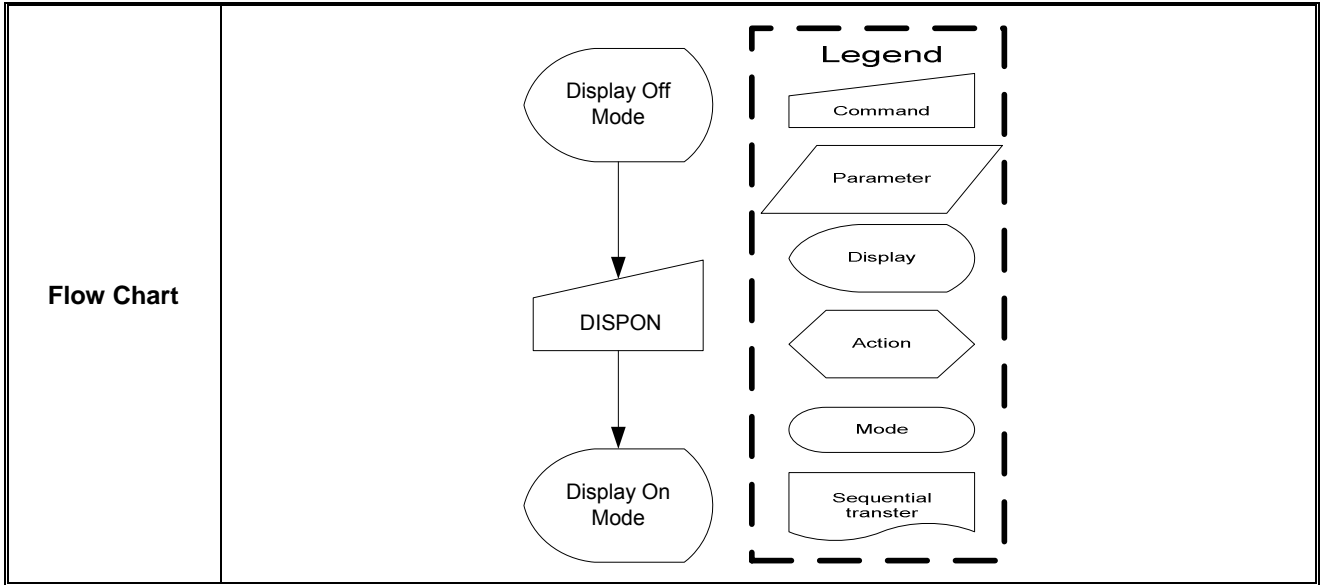 Flow Chart
Display Off
Mode
DISPON
Display On
Mode
Legend
Command
Parameter
Display
Action
Mode
Sequential
transter